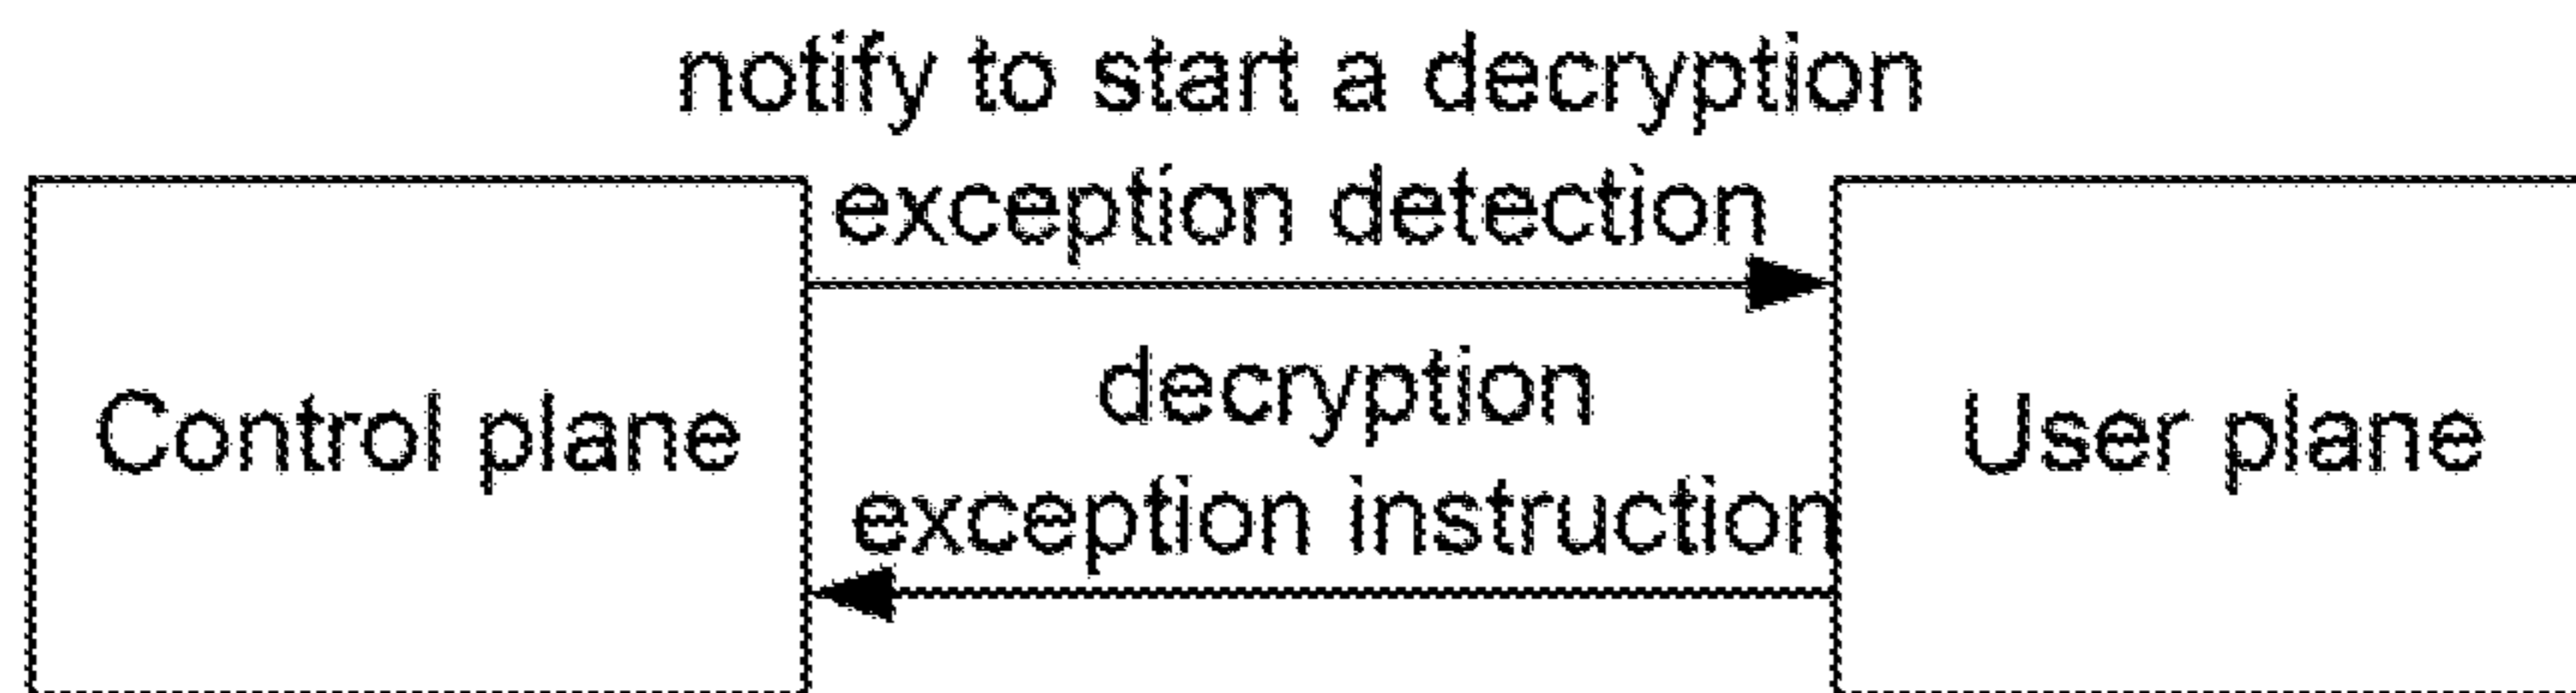 notify to start a decryption
exception detection
Control plane
decryption
exception instruction
User plane